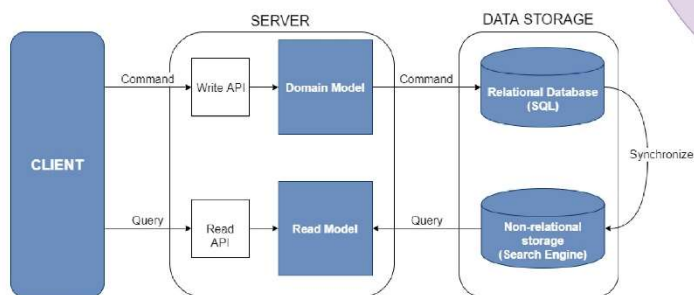 SERVER
DATA STORAGE
CLIENT
Command
Write API
Domain Model
Command
Relational Database
(SQL)
Synchronize
Query
Read
API
Read Model
Query
Non-relational
storage
(Search Engine)